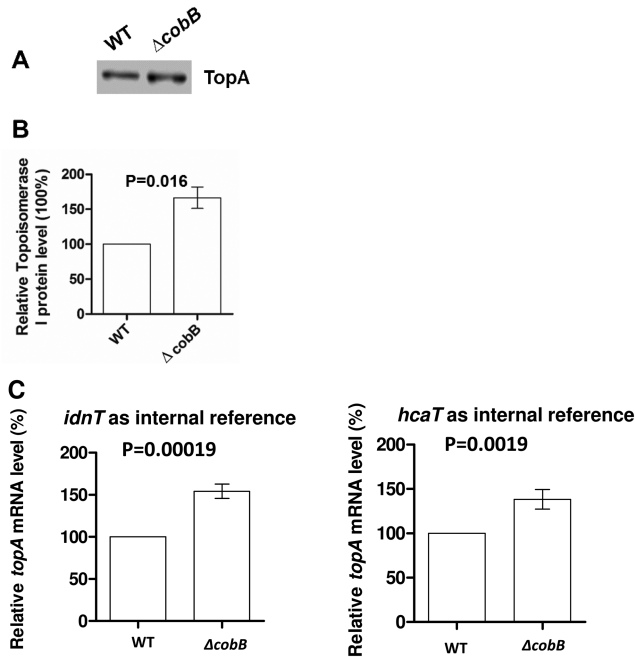 A
WT ΔcobB
TopA
B
Relative Topoisomerase
I protein level (100%)
200
150
100
50
0
P=0.016
WT
Δ cobB
C
idnT as internal reference
P=0.00019
Relative topA mRNA level (%)
200
150
100
50
0
WT
ΔcobB
hcaT as internal reference
P=0.0019
Relative topA mRNA level (%)
200
150
100
50
0
WT
ΔcobB